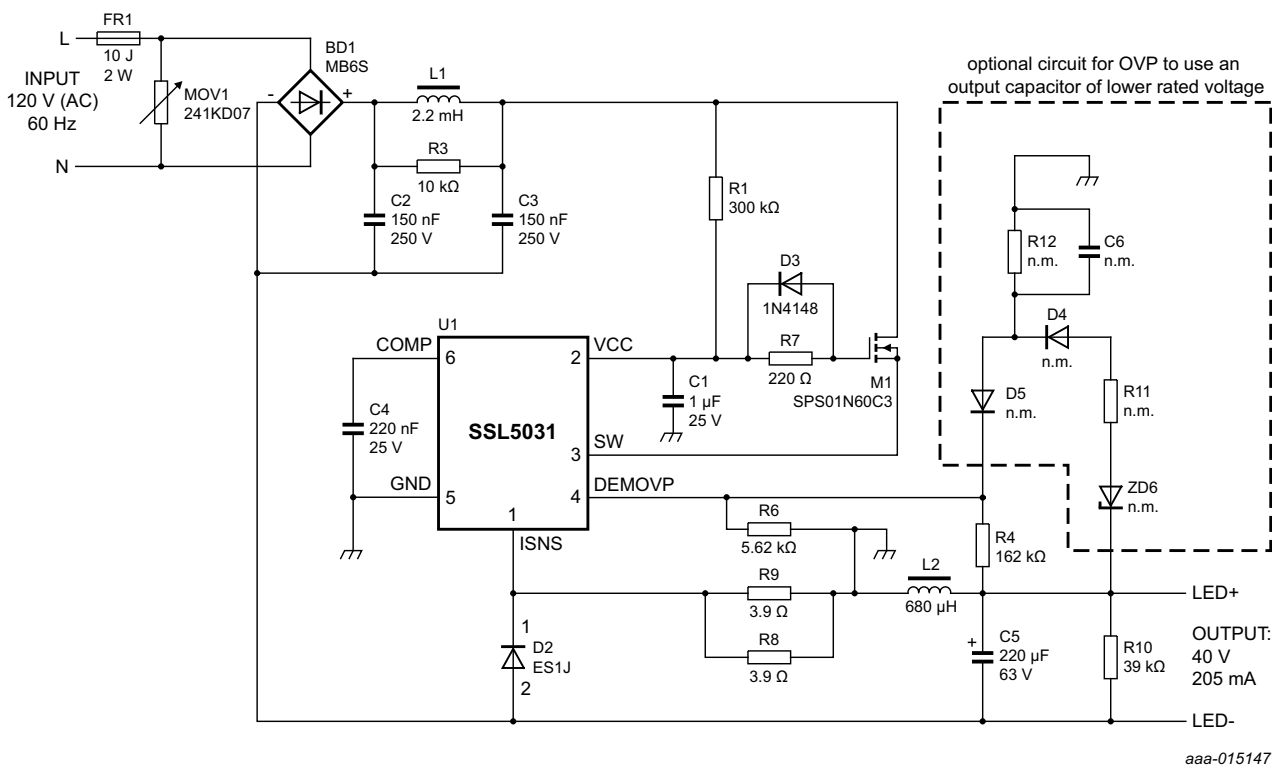 FR1
L
10 J
2 W
INPUT
120 V (AC)
60 Hz
MOV1
241KD07
N
BD1
MB6S
-
+
L1
2.2 mH
R3
10 kΩ
C2
150 nF
250 V
C3
150 nF
250 V
R1
300 kΩ
D3
1N4148
R7
220 Ω
M1
SPS01N60C3
optional circuit for OVP to use an
output capacitor of lower rated voltage
R12
n.m.
C6
n.m.
D4
n.m.
D5
n.m.
R11
n.m.
ZD6
n.m.
U1
COMP
6
2
VCC
C1
1 µF
25 V
C4
220 nF
25 V
SSL5031
3
SW
GND
5
4
DEMOVP
1
ISNS
R6
5.62 kΩ
R9
3.9 Ω
R8
3.9 Ω
L2
680 µH
R4
162 kΩ
1
D2
ES1J
2
+
C5
220 µF
63 V
R10
39 kΩ
LED+
OUTPUT:
40 V
205 mA
LED-
aaa-015147